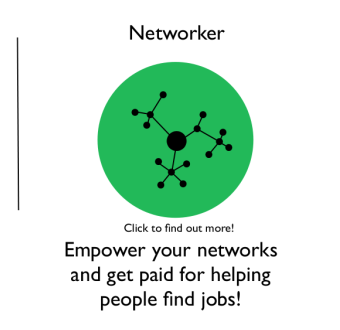 Networker
Click to find out more!
Empower your networks
and get paid for helping
people find jobs!